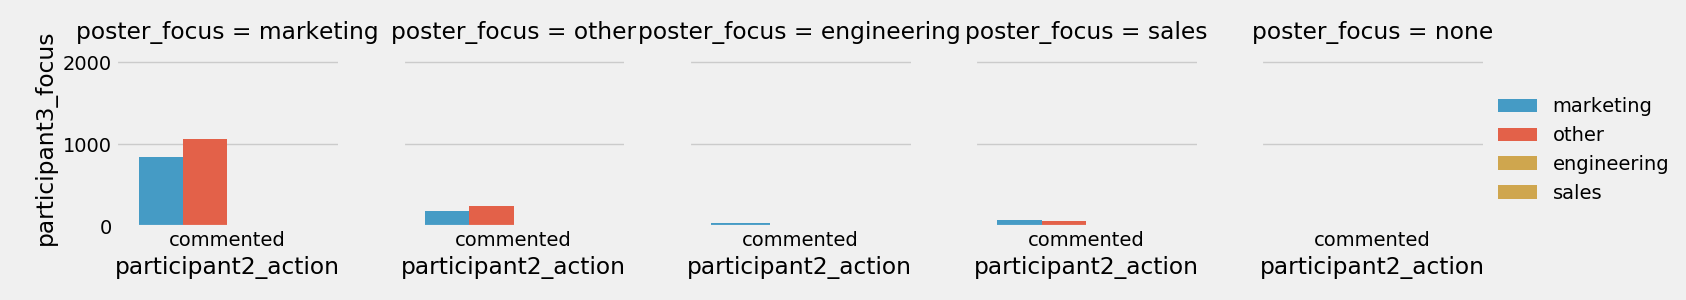 poster_focus = marketing
poster_focus = other
poster_focus = engineering
poster_focus = sales
poster_focus = none
participant3_focus
2000
1000
0
commented
commented
commented
commented
commented
participant2_action
participant2_action
participant2_action
participant2_action
participant2_action
marketing
other
engineering
sales